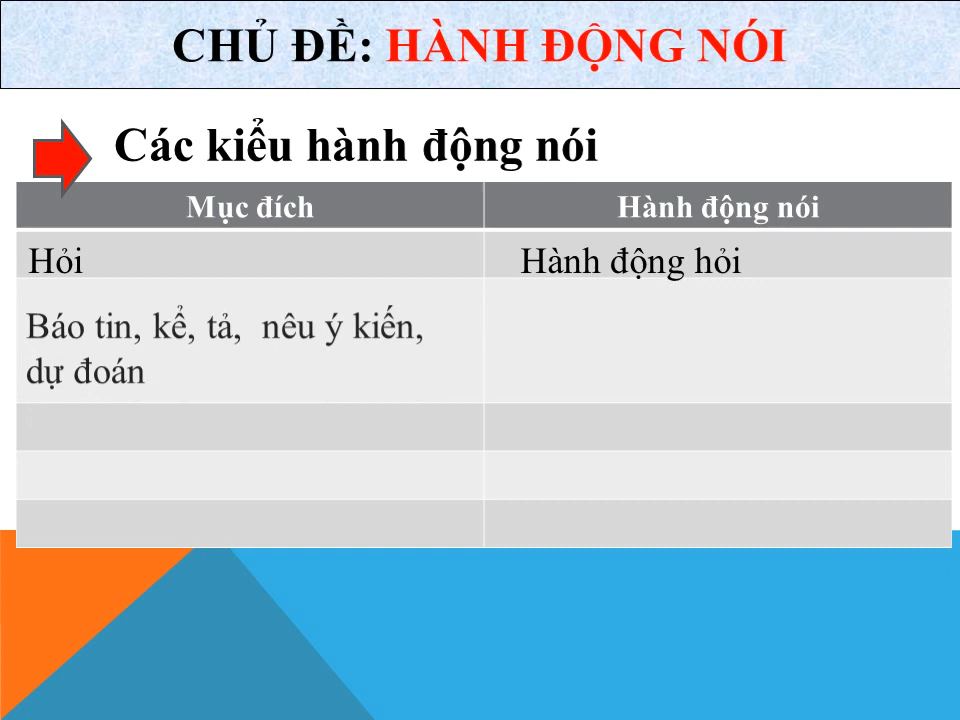 CHỦ ĐỀ: HÀNH ĐỘNG NÓI
Các kiểu hành động nói
Mục đích
Hành động nói
Hỏi
Hành động hỏi
Báo tin, kể, tả, nêu ý kiến,
dự đoán